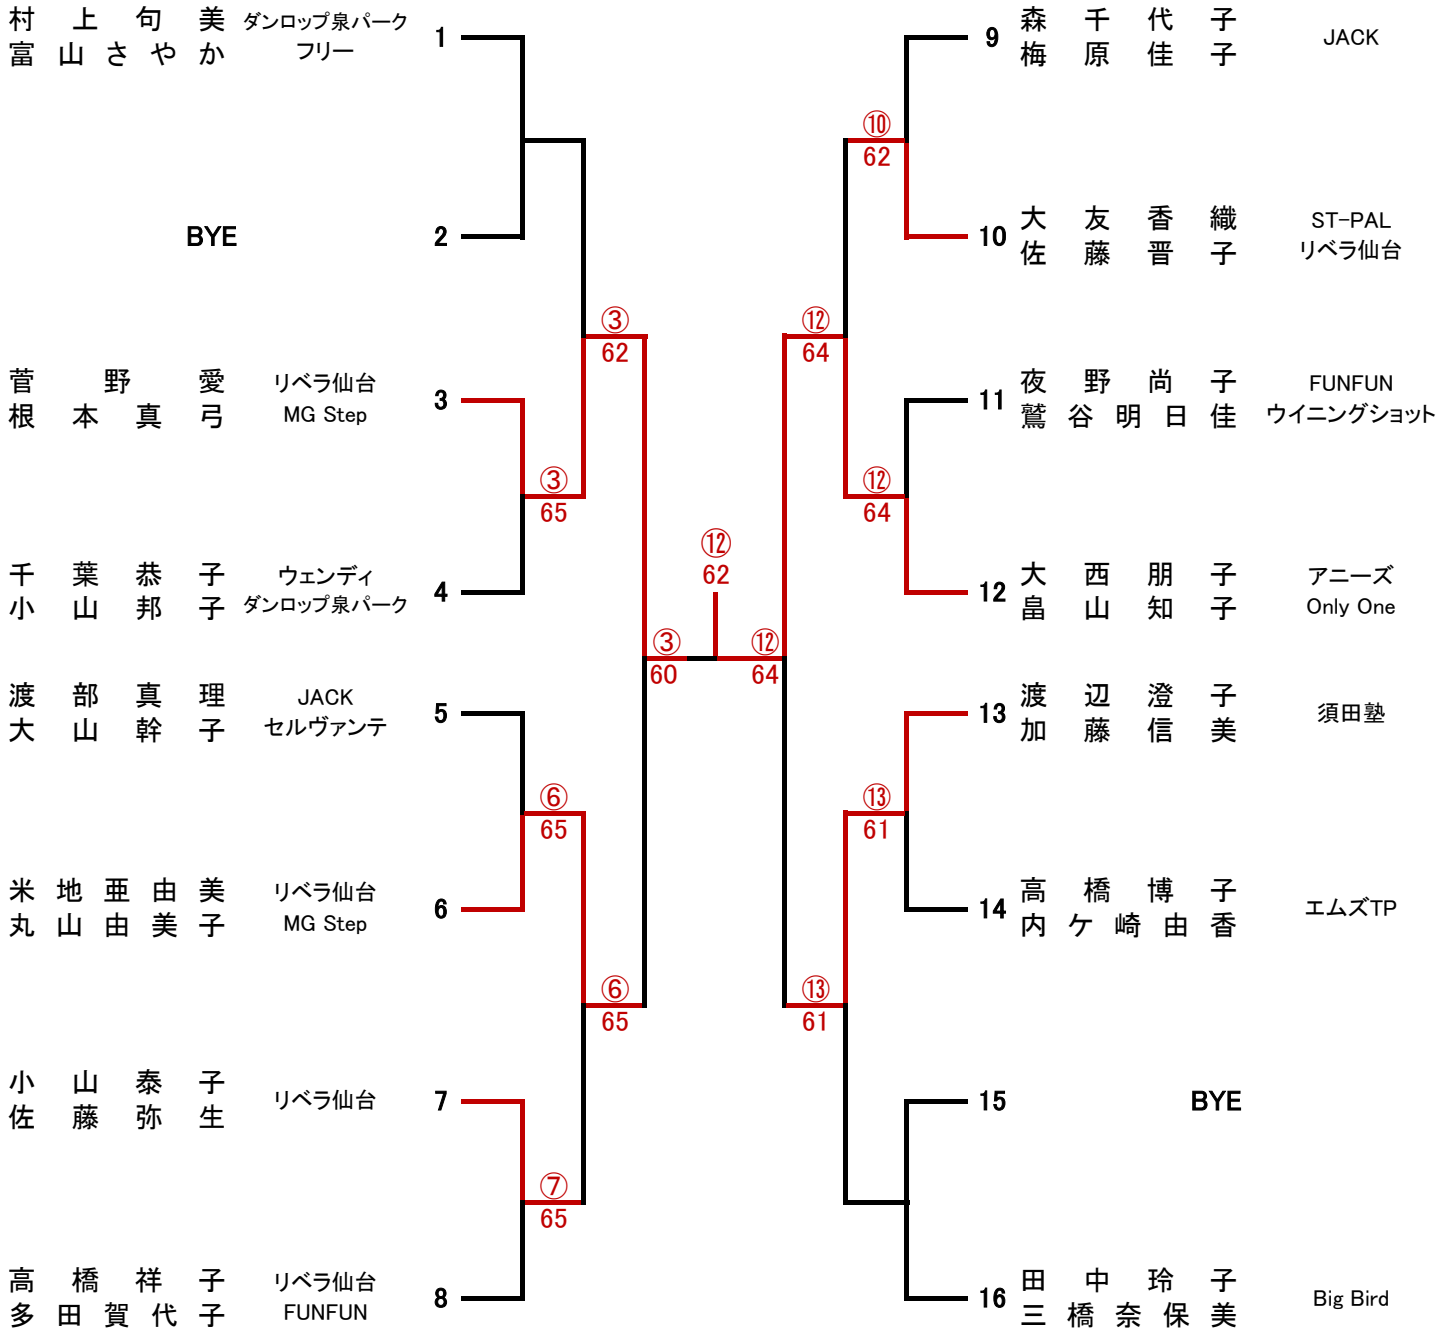 村上句美 ダンロップ泉パーク
富山さやか フリー
1
BYE
2
菅野愛 リベラ仙台
根本真弓 MG Step
3
千葉恭子 ウェンディ
小山邦子 ダンロップ泉パーク
4
渡部真理 JACK
大山幹子 セルヴァンテ
5
米地亜由美 リベラ仙台
丸山由美子 MG Step
6
小山泰子
佐藤弥生
リベラ仙台
7
高橋祥子 リベラ仙台
多田賀代子 FUNFUN
8
③
65
⑥
65
⑦
65
③
62
⑥
65
③
60
⑫
62
⑫
64
⑫
64
⑬
61
⑩
62
⑫
64
⑬
61
9
森千代子
梅原佳子
JACK
10
大友香織 ST-PAL
佐藤晋子 リベラ仙台
11
夜野尚子 FUNFUN
鷲谷明日佳 ウイニングショット
12
大西朋子 アニーズ
畠山知子 Only One
13
渡辺澄子
加藤信美
須田塾
14
高橋博子
内ケ崎由香
エムズTP
15
BYE
16
田中玲子
三橋奈保美
Big Bird